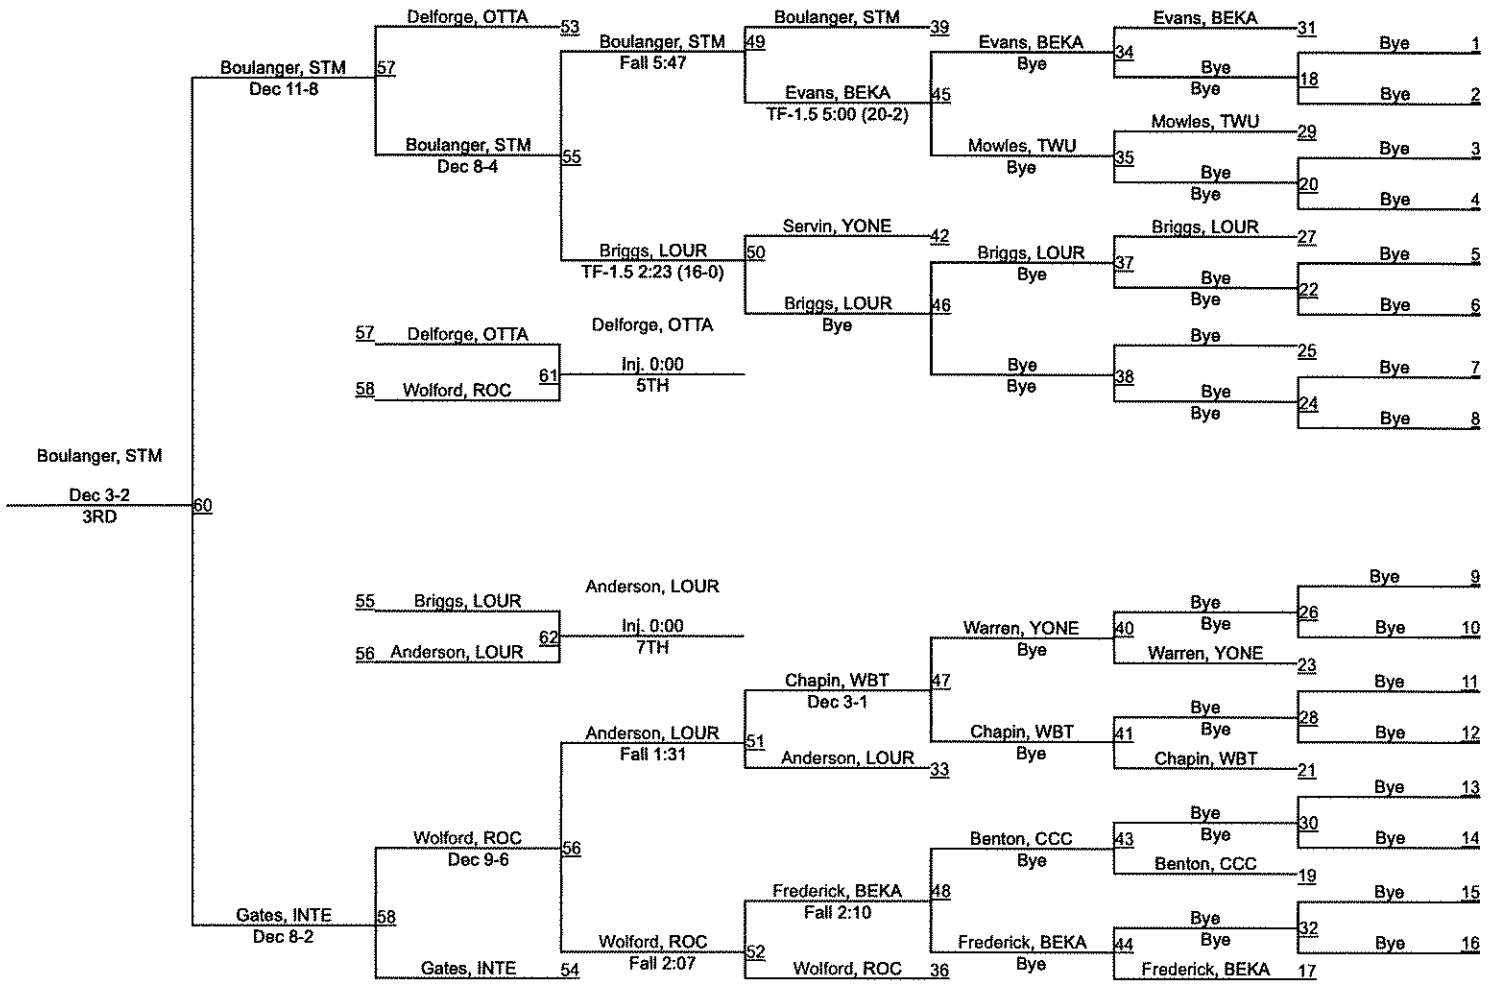 Delforge, OTTA 53
Boulanger, STM 39
Evans, BEKA 31
Bye 1
Boulanger, STM 49
Fall 5:47
Evans, BEKA 34
Bye
Boulanger, STM 57
Dec 11-8
Bye 18
Bye
Bye 2
Evans, BEKA 45
TF-1.5 5:00 (20-2)
Mowles, TWU 29
Boulanger, STM 55
Dec 8-4
Mowles, TWU 35
Bye
Bye 3
Bye 20
Bye
Bye 4
Servin, YONE 42
Briggs, LOUR 27
Briggs, LOUR 50
TF-1.5 2:23 (16-0)
Briggs, LOUR 37
Bye
Bye 5
Bye 22
Bye
Bye 6
Briggs, LOUR 46
Bye
57 Delforge, OTTA
Delforge, OTTA
Bye 25
61 Inj. 0:00
5TH
Bye 38
Bye
Bye 7
58 Wolford, ROC
Bye 24
Bye
Bye 8
Boulanger, STM
Dec 3-2 60
3RD
Bye 9
55 Briggs, LOUR
Anderson, LOUR
Bye 26
Bye 10
62 Inj. 0:00
7TH
Warren, YONE 40
Bye
56 Anderson, LOUR
Warren, YONE 23
Chapin, WBT 47
Dec 3-1
Bye 11
Bye 28
Bye
Bye 12
Anderson, LOUR 51
Fall 1:31
Chapin, WBT 41
Bye
Anderson, LOUR 33
Chapin, WBT 21
Bye 13
Bye 30
Bye
Bye 14
Wolford, ROC 56
Dec 9-6
Benton, CCC 43
Bye
Benton, CCC 19
Frederick, BEKA 48
Fall 2:10
Bye 15
Gates, INTE 58
Dec 8-2
Bye 32
Bye
Bye 16
Wolford, ROC 52
Fall 2:07
Frederick, BEKA 44
Bye
Gates, INTE 54
Wolford, ROC 36
Frederick, BEKA 17